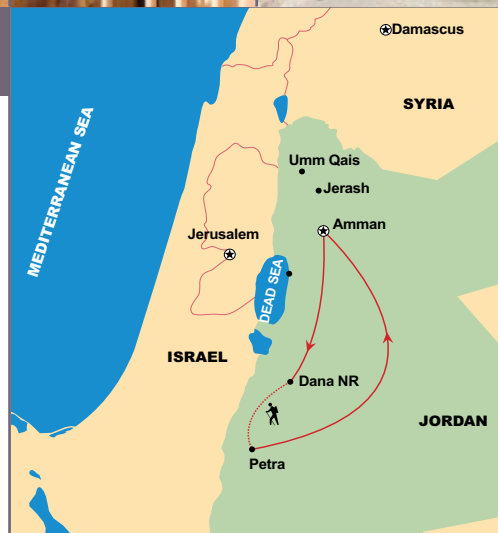 Damascus
SYRIA
MEDITERRANEAN SEA
Umm Qais
Jerash
Amman
Jerusalem
DEAD SEA
ISRAEL
Dana NR
JORDAN
Petra